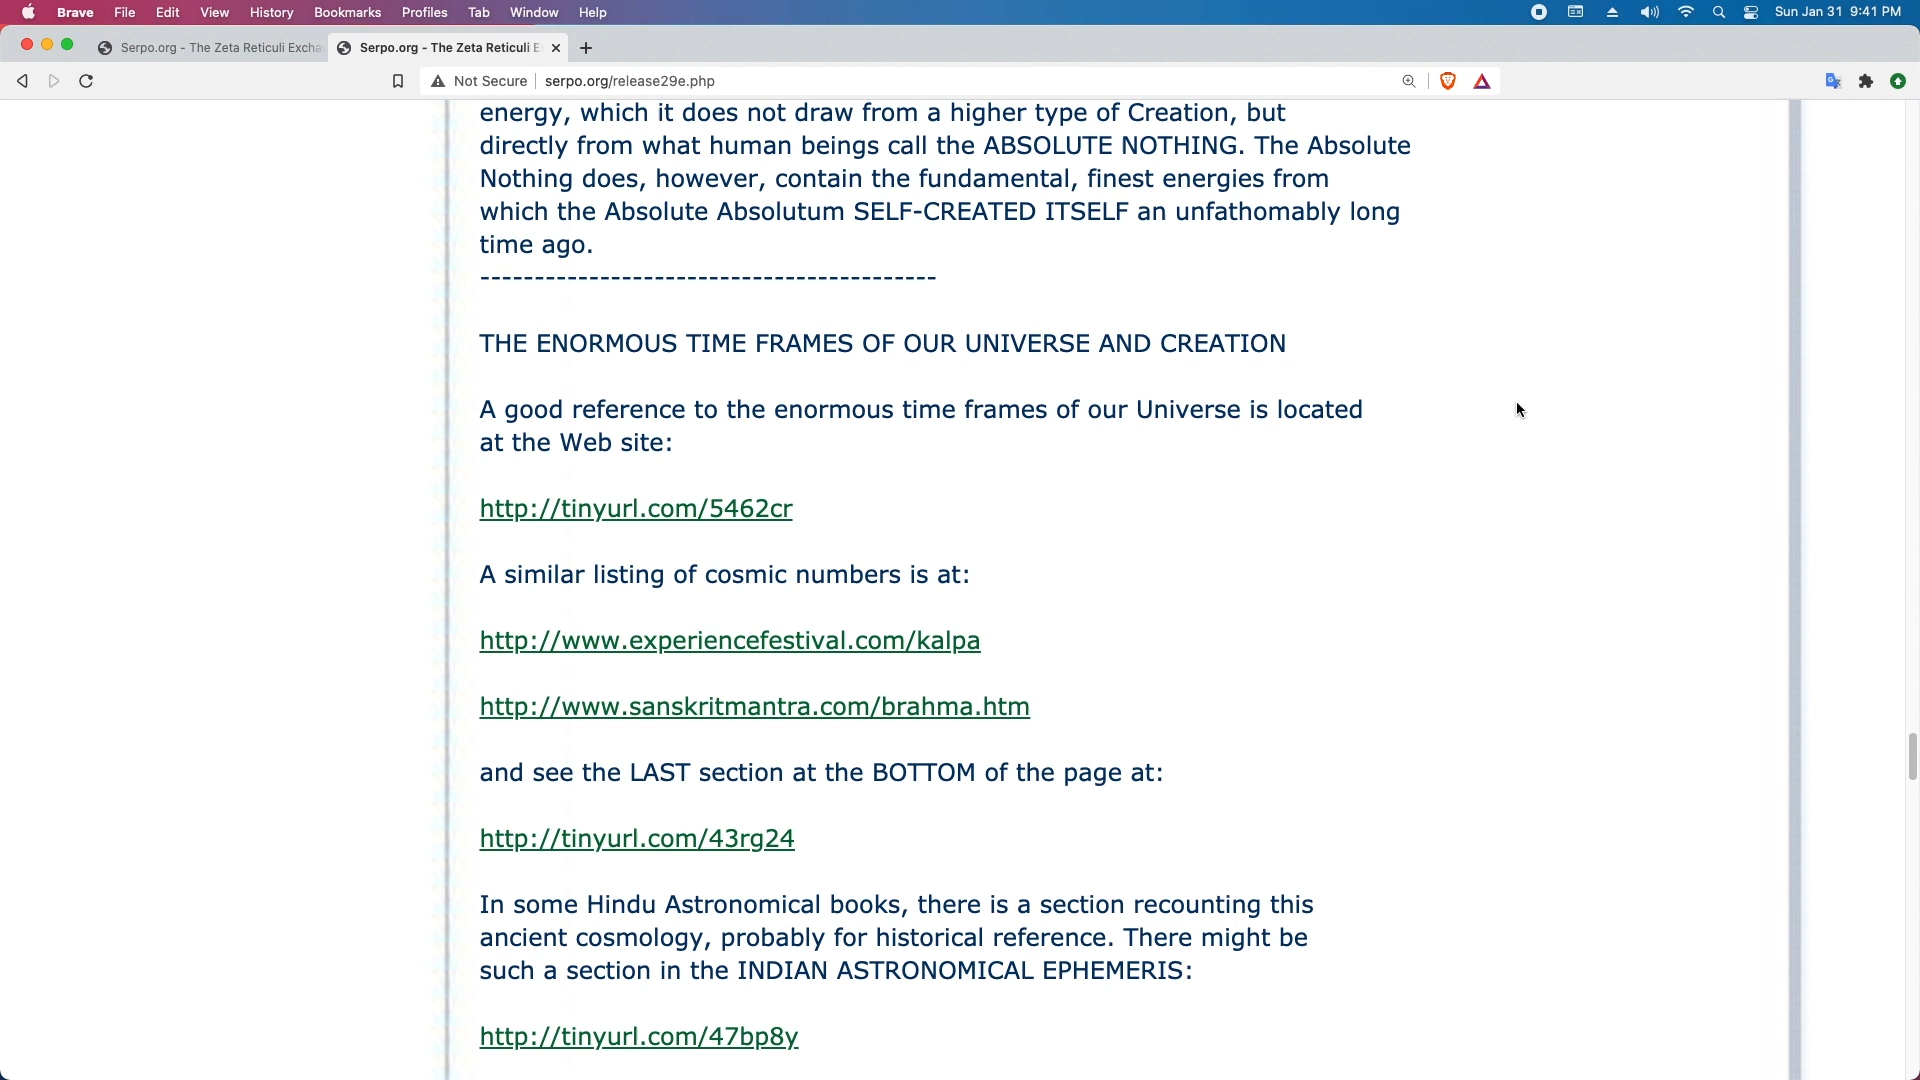 Brave File Edit View History Bookmarks Profiles Tab Window Help Sun Jan 31 9:41 PM
Serpo.org - The Zeta Reticuli Excha Serpo.org - The Zeta Reticuli E
Not Secure serpo.org/release29e.php
energy, which it does not draw from a higher type of Creation, but
directly from what human beings call the ABSOLUTE NOTHING. The Absolute
Nothing does, however, contain the fundamental, finest energies from
which the Absolute Absolutum SELF-CREATED ITSELF an unfathomably long
time ago.
------------------------------------------
THE ENORMOUS TIME FRAMES OF OUR UNIVERSE AND CREATION
A good reference to the enormous time frames of our Universe is located
at the Web site:
http://tinyurl.com/5462cr
A similar listing of cosmic numbers is at:
http://www.experiencefestival.com/kalpa
http://www.sanskritmantra.com/brahma.htm
and see the LAST section at the BOTTOM of the page at:
http://tinyurl.com/43rg24
In some Hindu Astronomical books, there is a section recounting this
ancient cosmology, probably for historical reference. There might be
such a section in the INDIAN ASTRONOMICAL EPHEMERIS:
http://tinyurl.com/47bp8y